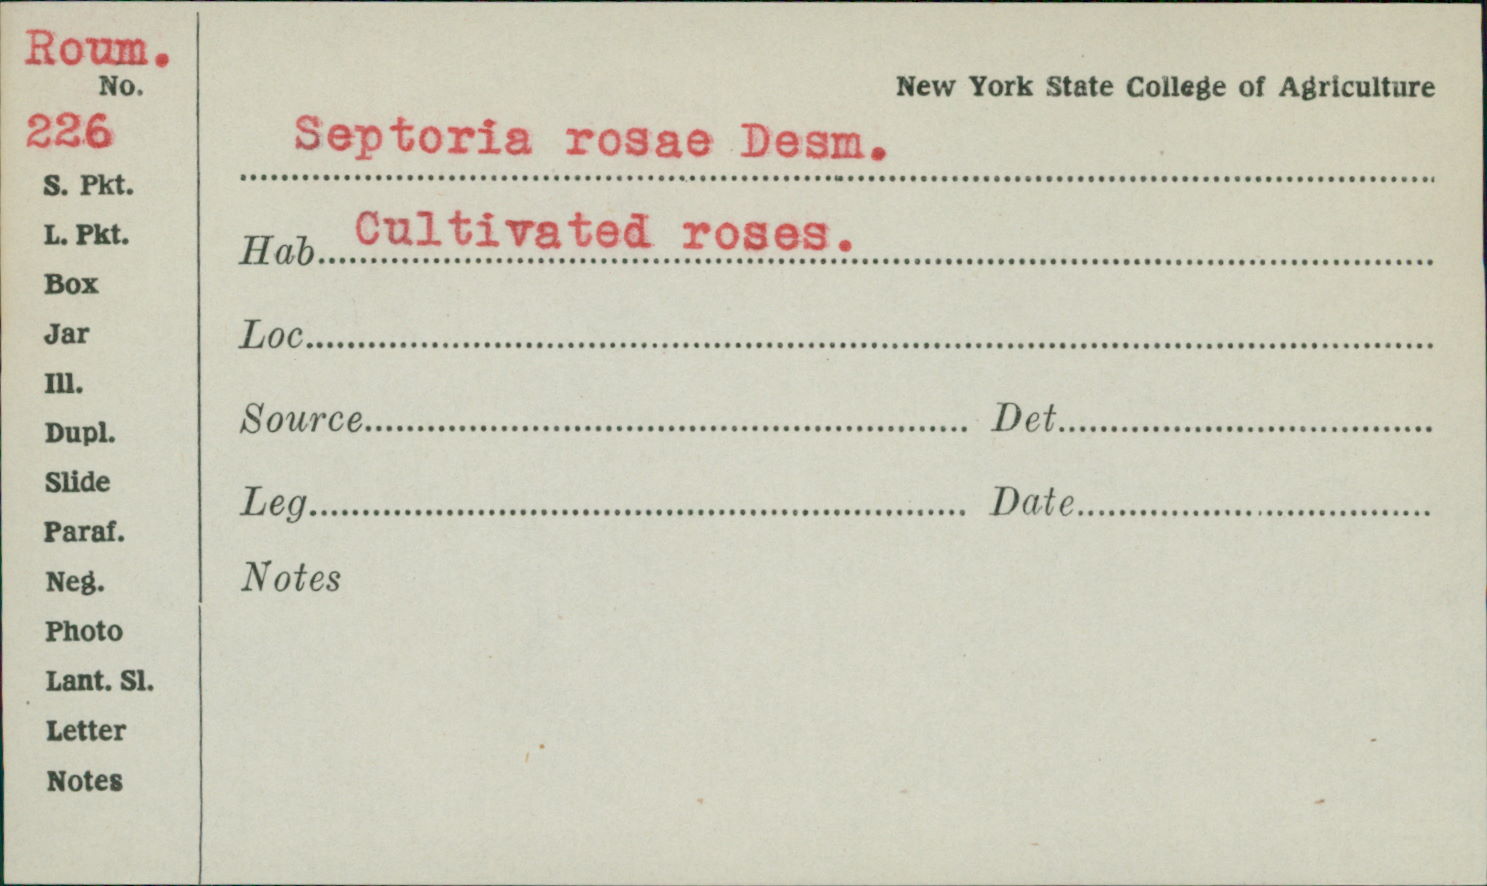 Roum.
No.
226
S. Pkt.
L. Pkt.
Box
Jar
Ill.
Dupl.
Slide
Paraf.
Neg.
Photo
Lant. Sl.
Letter
Notes
New York State College of Agriculture
Septoria rosae Desm.
Hab. Cultivated roses.
Loc.
Source Det.
Leg. Date
Notes